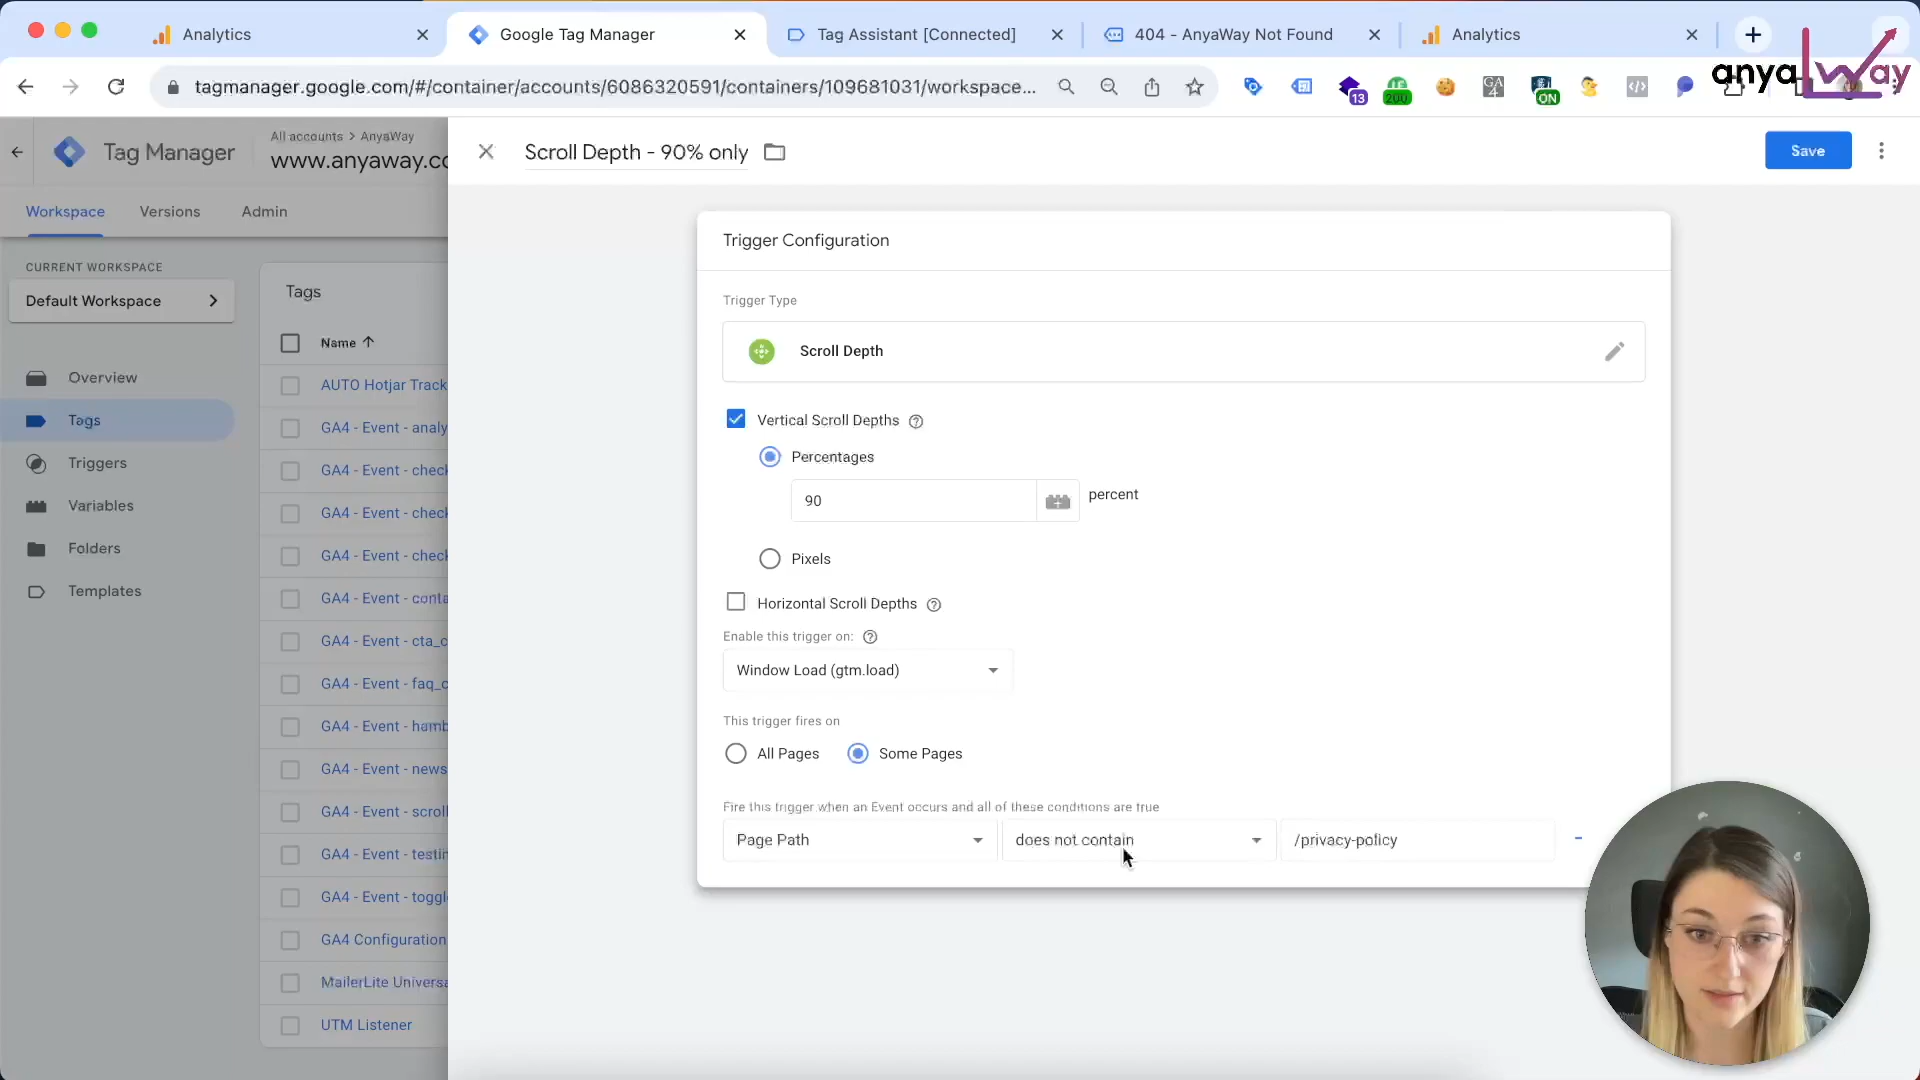 Analytics
Google Tag Manager
Tag Assistant [Connected]
404 - AnyaWay Not Found
Analytics
tagmanager.google.com/#/container/accounts/6086320591/containers/109681031/workspace...
13
200
GA
4
ON
anyaway
Tag Manager
All accounts > AnyaWay
www.anyaway.co
Scroll Depth - 90% only
Save
Workspace
Versions
Admin
Trigger Configuration
CURRENT WORKSPACE
Default Workspace
Tags
Trigger Type
Name
Scroll Depth
Overview
AUTO Hotjar Track
Tags
GA4 - Event - analy
Vertical Scroll Depths
Triggers
GA4 - Event - check
Percentages
Variables
GA4 - Event - check
90
percent
Folders
GA4 - Event - check
Pixels
Templates
GA4 - Event - conta
Horizontal Scroll Depths
GA4 - Event - cta_c
Enable this trigger on:
Window Load (gtm.load)
GA4 - Event - faq_c
GA4 - Event - hamb
This trigger fires on
GA4 - Event - news
All Pages
Some Pages
GA4 - Event - scroll
Fire this trigger when an Event occurs and all of these conditions are true
Page Path
does not contain
/privacy-policy
GA4 - Event - testin
GA4 - Event - toggl
GA4 Configuration
MailerLite Universa
UTM Listener